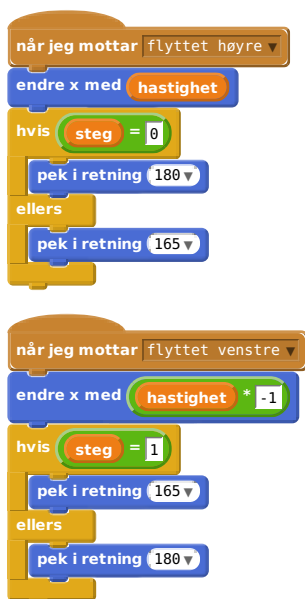 når jeg mottar flyttet høyre
endre x med hastighet
hvis steg = 0
pek i retning 180
ellers
pek i retning 165
når jeg mottar flyttet venstre
endre x med hastighet * -1
hvis steg = 1
pek i retning 165
ellers
pek i retning 180